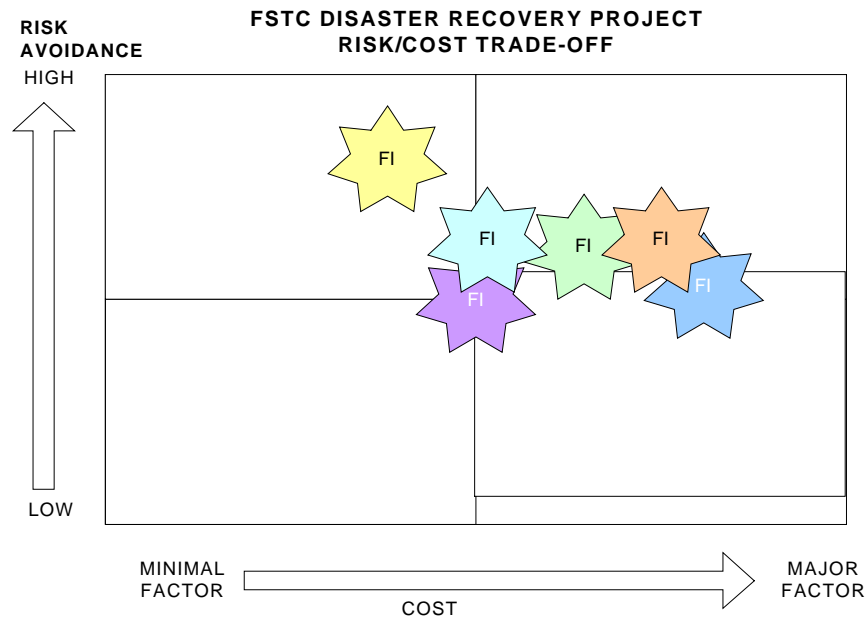 FSTC DISASTER RECOVERY PROJECT
RISK/COST TRADE-OFF
RISK
AVOIDANCE
HIGH
FI
FI
FI
FI
FI
FI
LOW
MINIMAL
FACTOR
COST
MAJOR
FACTOR